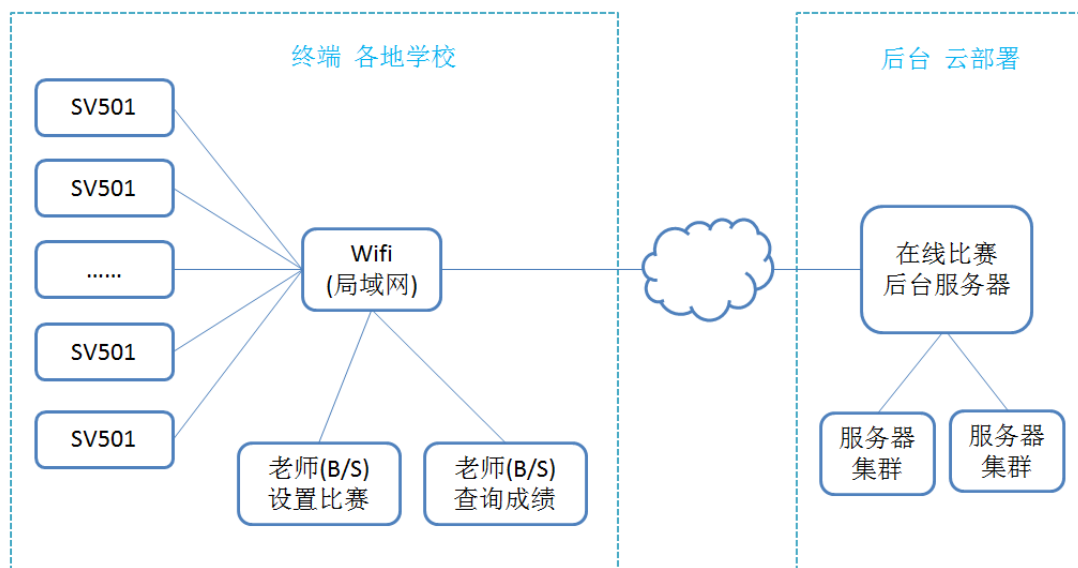 终端 各地学校
SV501
SV501
……
SV501
SV501
Wifi
(局域网)
老师(B/S)
设置比赛
老师(B/S)
查询成绩
后台 云部署
在线比赛
后台服务器
服务器
集群
服务器
集群